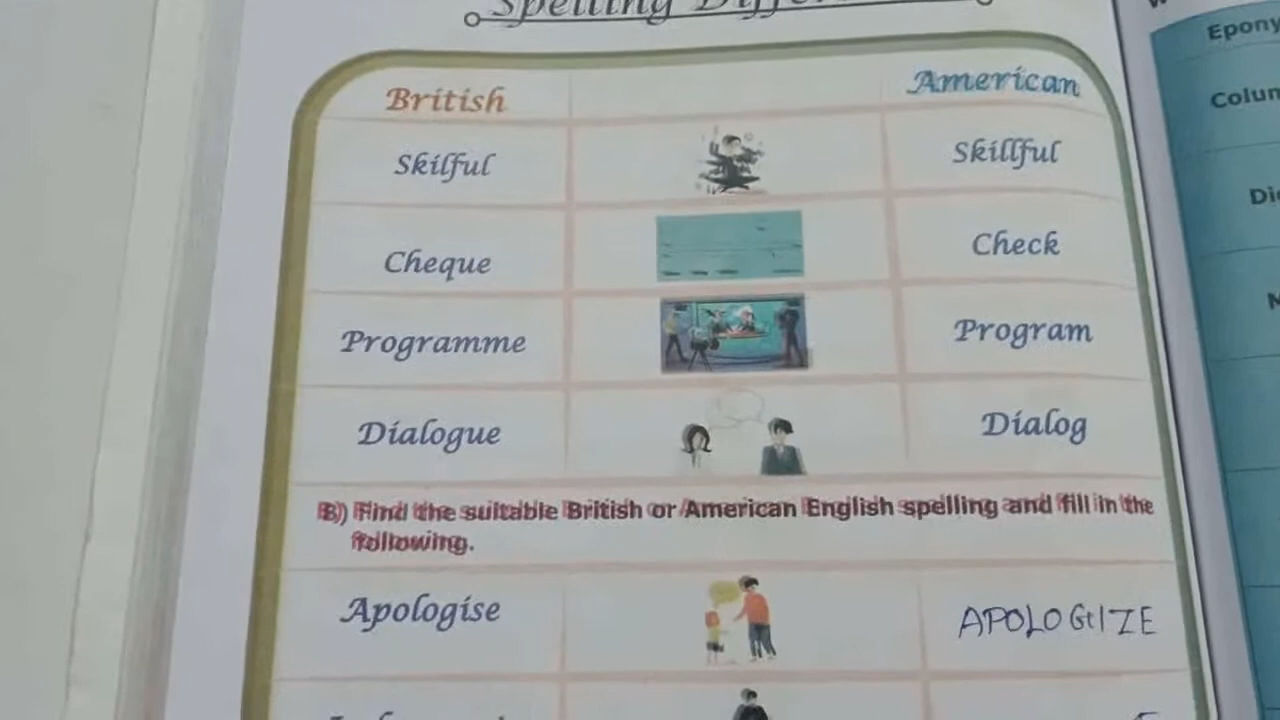 Spelling
British American
Skilful Skillful
Cheque Check
Programme Program
Dialogue Dialog
B) Find the suitable British or American English spelling and fill in the
following.
Apologise APOLOGIZE